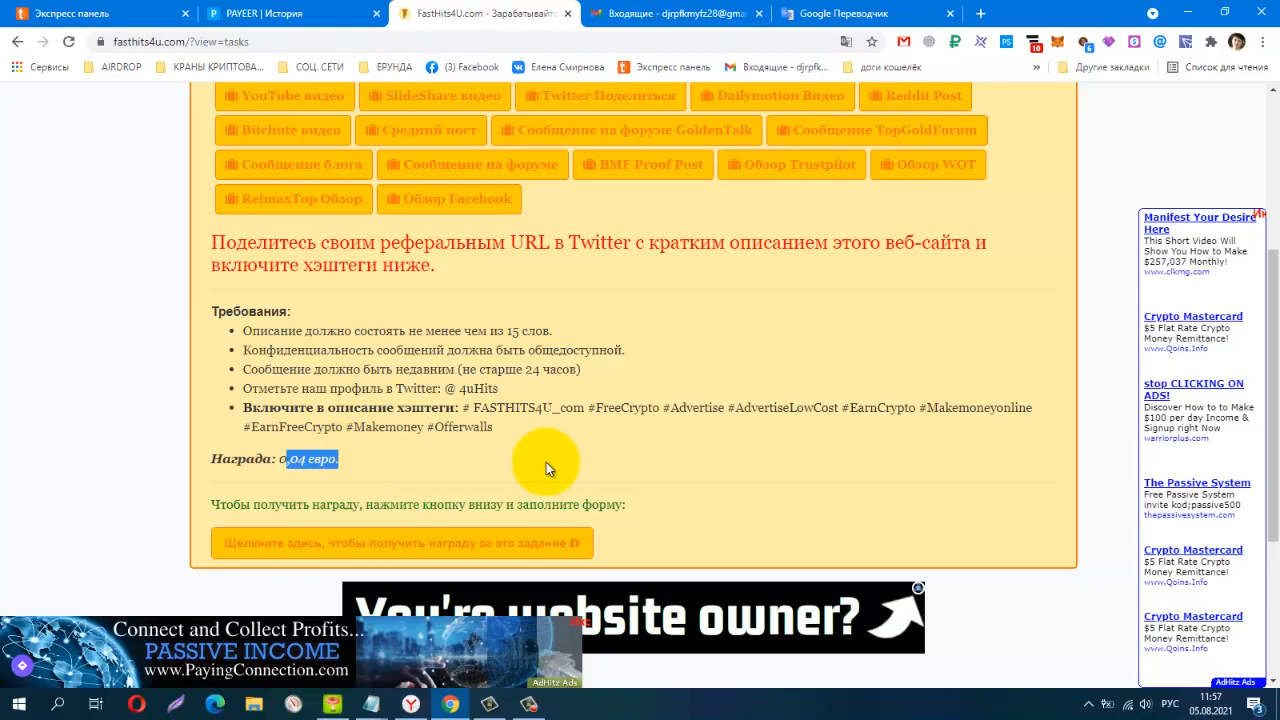 Экспресс панель
PAYEER | История
FastHits4u.com - Зарабатывайте
Входящие - djrpfkmyfz28@gma
Google Переводчик
fasthits4u.com/?view=tasks
Сервисы
AIRDROP
КРАНЫ КРИПТОВА...
СОЦ. СЕТИ
ЕРУНДА
(3) Facebook
Елена Смирнова
Экспресс панель
Входящие - djrpfk...
доги кошелёк
Другие закладки
Список для чтения
YouTube видео SlideShare видео Twitter Поделиться Dailymotion Видео Reddit Post
Bitchute видео Средний пост Сообщение на форуме GoldenTalk Сообщение TopGoldForum
Сообщение блога Сообщение на форуме BMF Proof Post Обзор Trustpilot Обзор WOT
RelmaxTop Обзор Обзор Facebook
Поделитесь своим реферальным URL в Twitter с кратким описанием этого веб-сайта и
включите хэштеги ниже.
Требования:
Описание должно состоять не менее чем из 15 слов.
Конфиденциальность сообщений должна быть общедоступной.
Сообщение должно быть недавним (не старше 24 часов)
Отметьте наш профиль в Twitter: @ 4uHits
Включите в описание хэштеги: # FASTHITS4U_com #FreeCrypto #Advertise #AdvertiseLowCost #EarnCrypto #Makemoneyonline
#EarnFreeCrypto #Makemoney #Offerwalls
Награда: 0,04 евро.
Чтобы получить награду, нажмите кнопку внизу и заполните форму:
Щелкните здесь, чтобы получить награду за это задание
Manifest Your Desire
Here
This Short Video Will
Show You How to Make
$257,037 Monthly!
www.clkmg.com
Crypto Mastercard
$5 Flat Rate Crypto
Money Remittance!
www.Qoins.Info
stop CLICKING ON
ADS!
Discover How to to Make
$100 per day Income &
Signup right Now
warriorplus.com
The Passive System
Free Passive System
invite kod;passive500
thepassivesystem.com
Crypto Mastercard
$5 Flat Rate Crypto
Money Remittance!
www.Qoins.Info
Crypto Mastercard
$5 Flat Rate Crypto
Money Remittance!
www.Qoins.Info
AdHitz Ads
You're website owner?
Connect and Collect Profits...
PASSIVE INCOME
www.PayingConnection.com
AdHitz Ads
РУС
11:57
05.08.2021